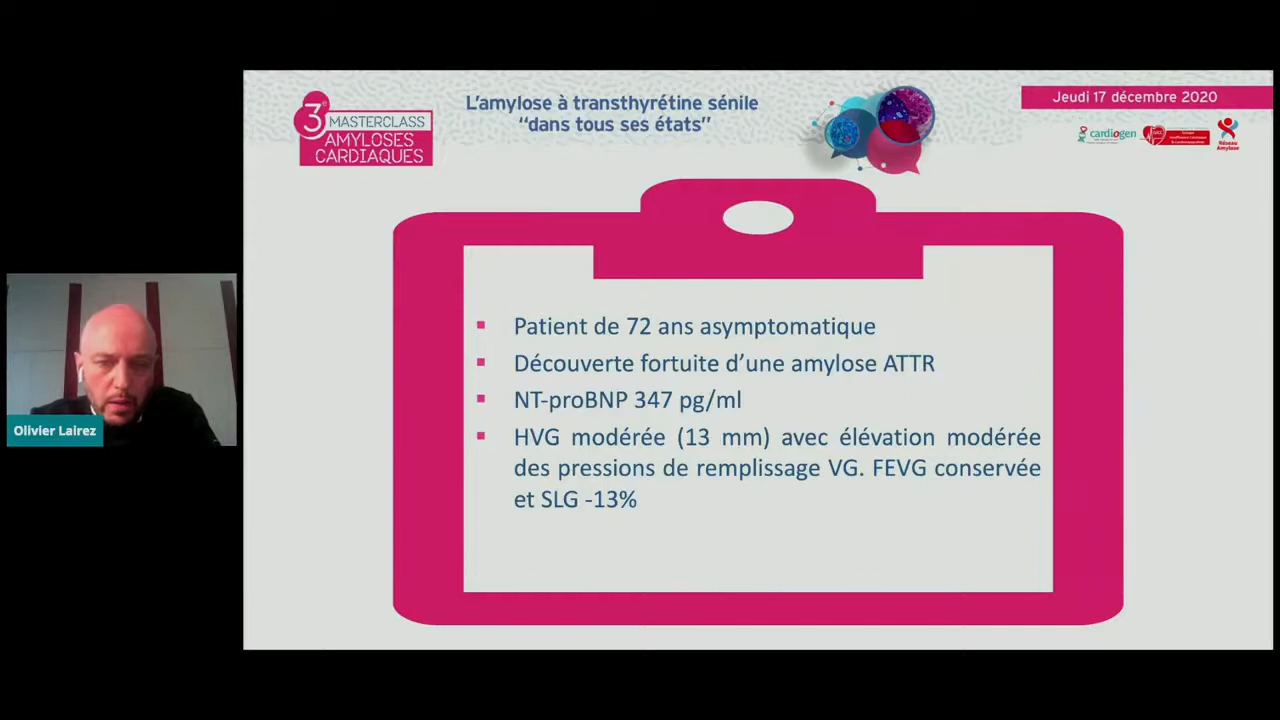 3e
MASTERCLASS
AMYLOSES
CARDIAQUES
L'amylose à transthyrétine sénile
“dans tous ses états”
Jeudi 17 décembre 2020
cardiogen
Réseau
Amylose
▪ Patient de 72 ans asymptomatique
▪ Découverte fortuite d’une amylose ATTR
▪ NT-proBNP 347 pg/ml
▪ HVG modérée (13 mm) avec élévation modérée
des pressions de remplissage VG. FEVG conservée
et SLG -13%
Olivier Lairez